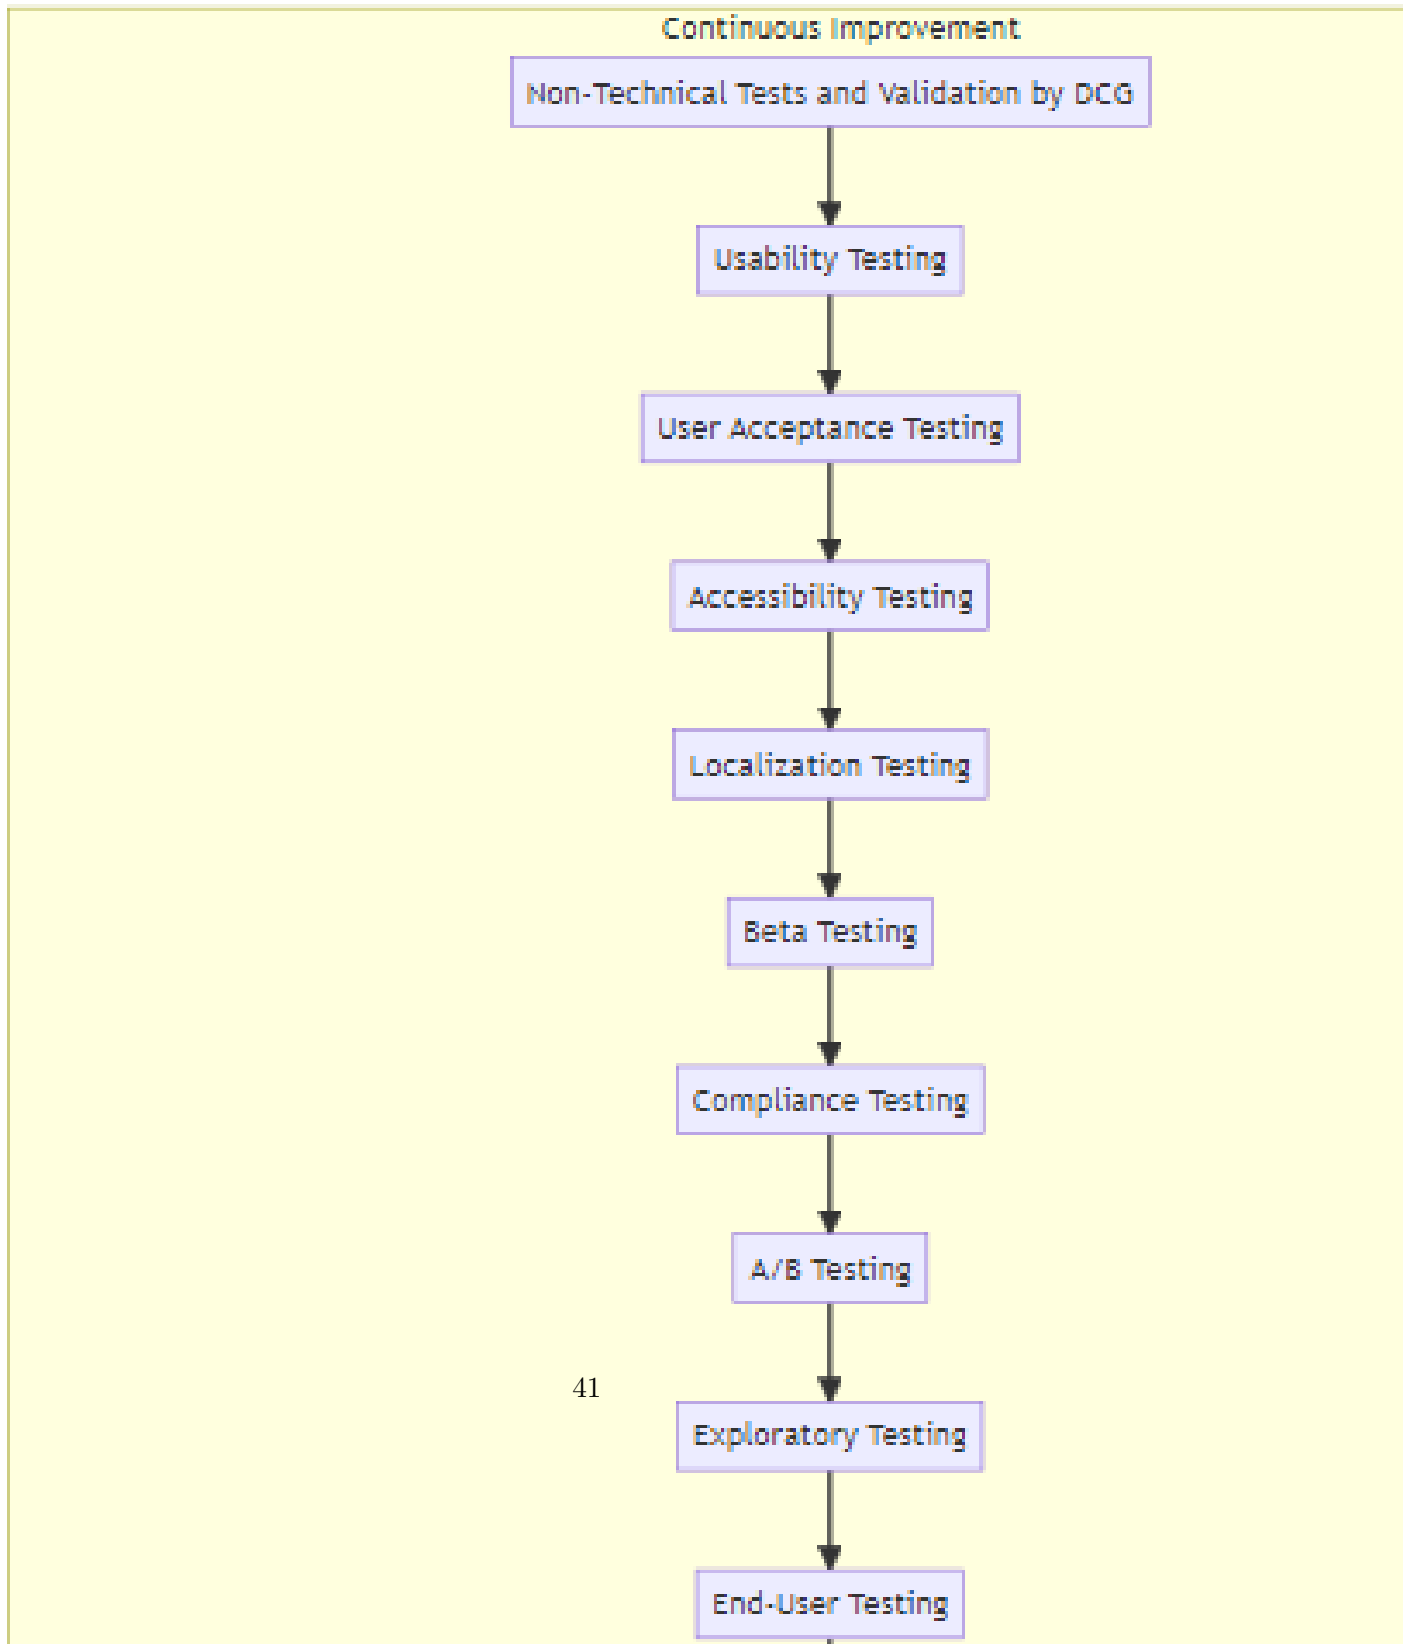 Continuous Improvement
Non-Technical Tests and Validation by DCG
Usability Testing
User Acceptance Testing
Accessibility Testing
Localization Testing
Beta Testing
Compliance Testing
A/B Testing
41
Exploratory Testing
End-User Testing